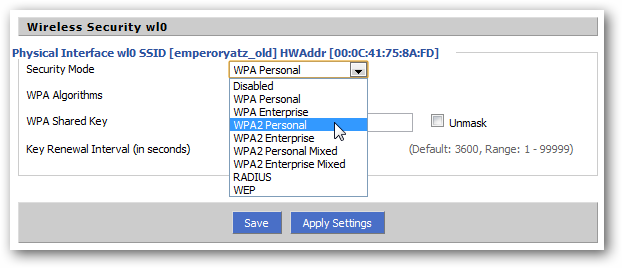 Wireless Security wl0
Physical Interface wl0 SSID [emperoryatz_old] HWAddr [00:0C:41:75:8A:FD]
Security Mode WPA Personal
Disabled
WPA Algorithms WPA Personal
WPA Enterprise
WPA Shared Key WPA2 Personal Unmask
WPA2 Enterprise
Key Renewal Interval (in seconds) WPA2 Personal Mixed (Default: 3600, Range: 1 - 99999)
WPA2 Enterprise Mixed
RADIUS
WEP
Save Apply Settings